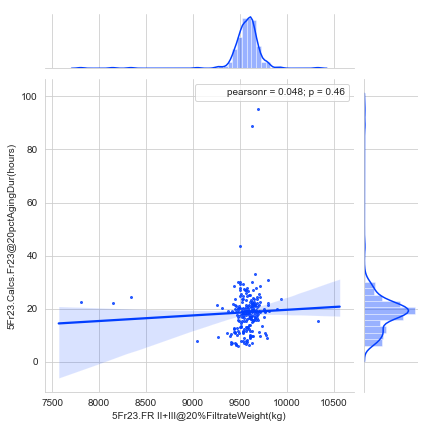 pearsonr = 0.048; p = 0.46
100
80
60
40
20
0
5Fr23.Calcs.Fr23@20pctAgingDur(hours)
7500 8000 8500 9000 9500 10000 10500
5Fr23.FR II+III@20%FiltrateWeight(kg)